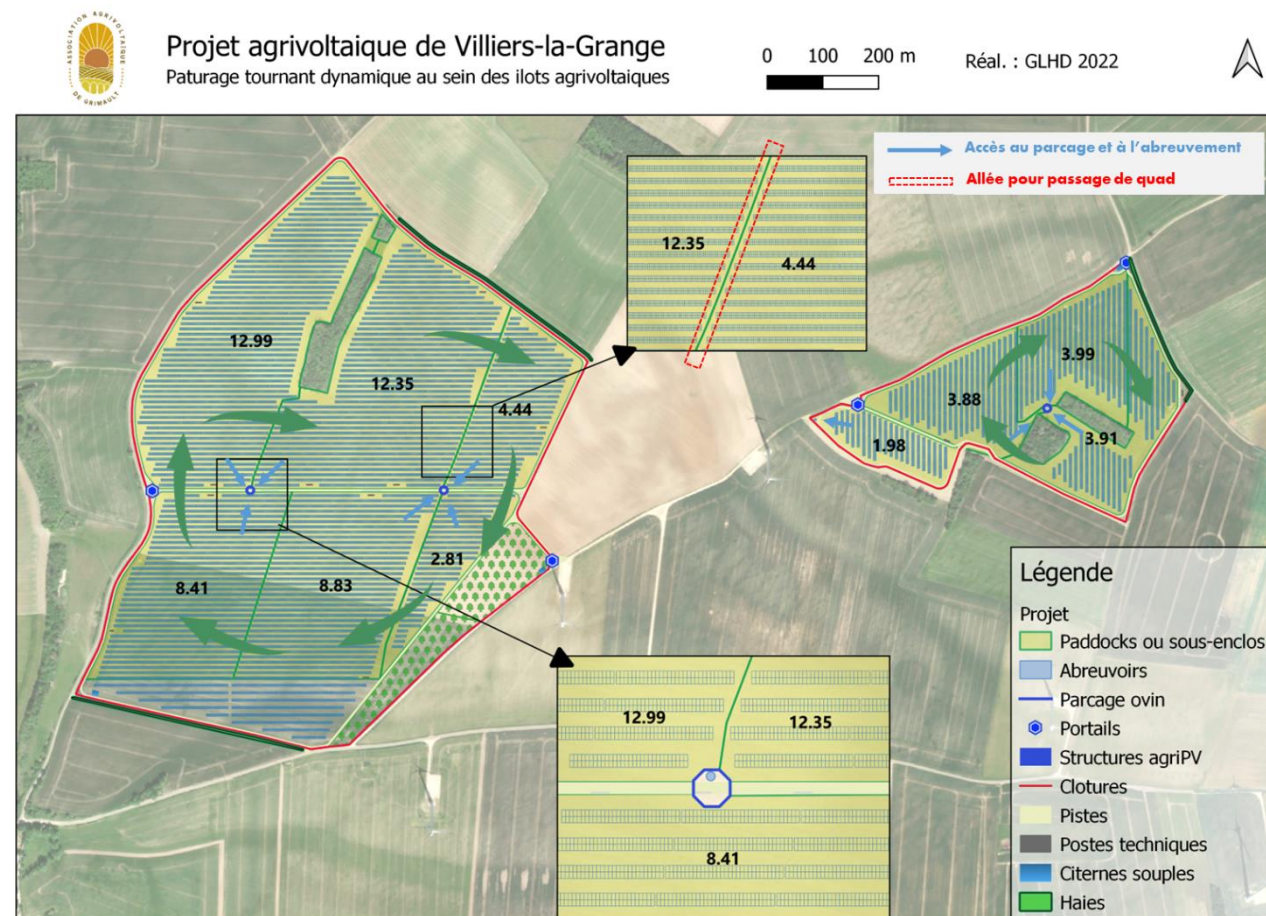 ASSOCIATION AGRIVOLTAÏQUE
DE GRIMAULT
Projet agrivoltaique de Villiers-la-Grange
Paturage tournant dynamique au sein des ilots agrivoltaiques
0 100 200 m
Réal. : GLHD 2022
Accès au parcage et à l'abreuvement
Allée pour passage de quad
12.35
4.44
12.99
12.35
4.44
3.99
3.88
3.91
1.98
2.81
8.41
8.83
12.99
12.35
8.41
Légende
Projet
Paddocks ou sous-enclos
Abreuvoirs
Parcage ovin
Portails
Structures agriPV
Clotures
Pistes
Postes techniques
Citernes souples
Haies